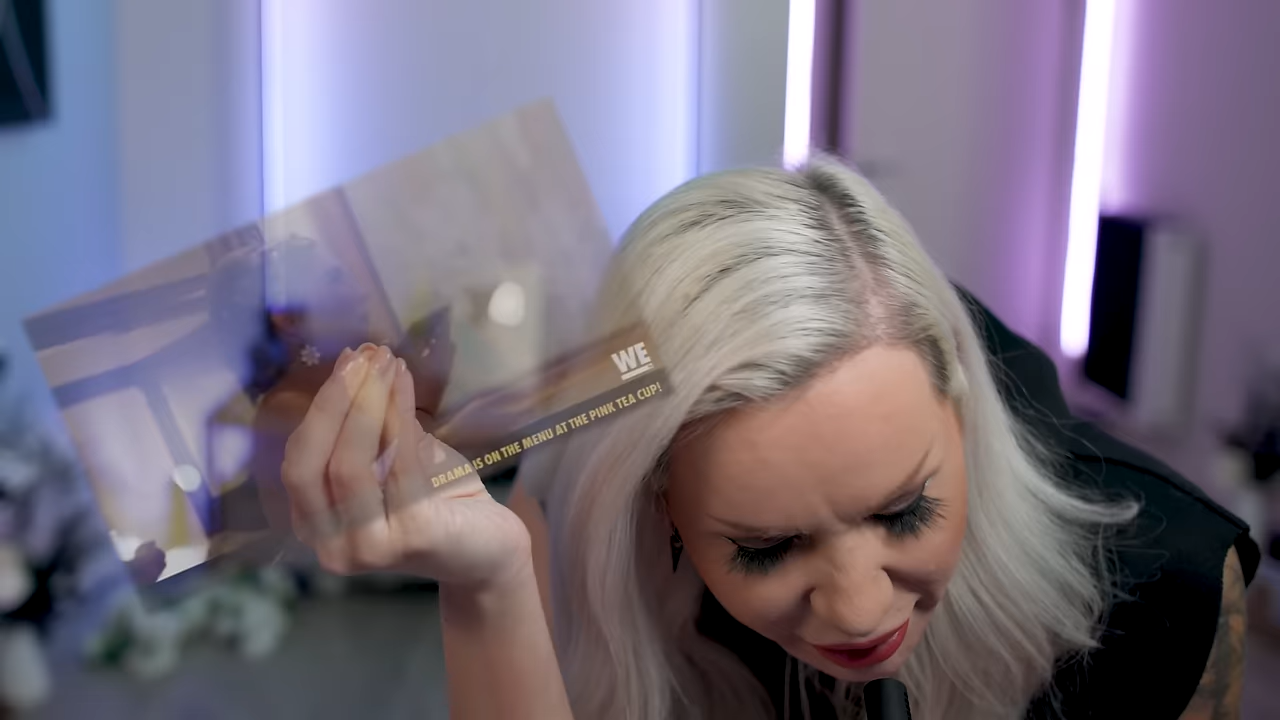 WE
DRAMA IS ON THE MENU AT THE PINK TEA CUP!